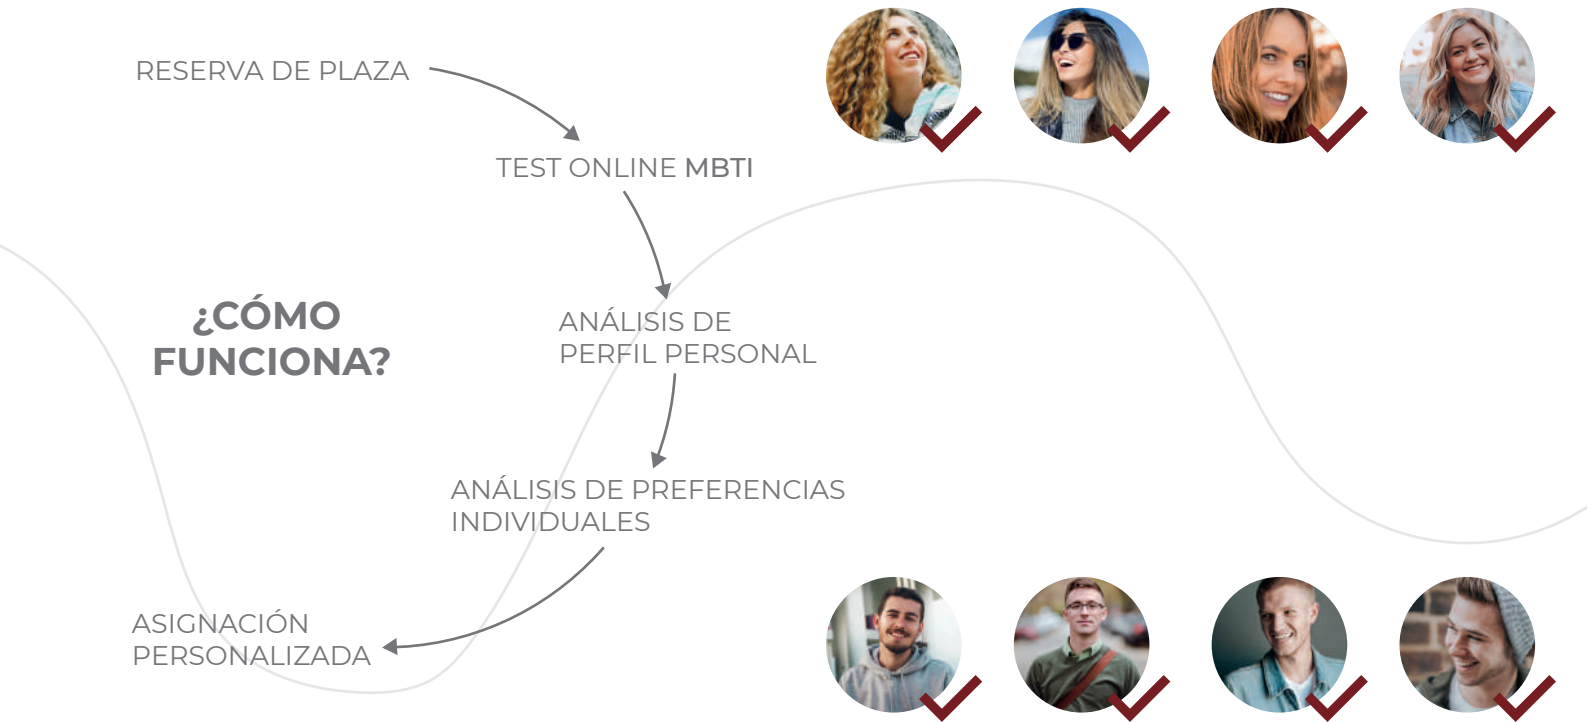 RESERVA DE PLAZA
TEST ONLINE MBTI
¿CÓMO
FUNCIONA?
ANÁLISIS DE
PERFIL PERSONAL
ANÁLISIS DE PREFERENCIAS
INDIVIDUALES
ASIGNACIÓN
PERSONALIZADA